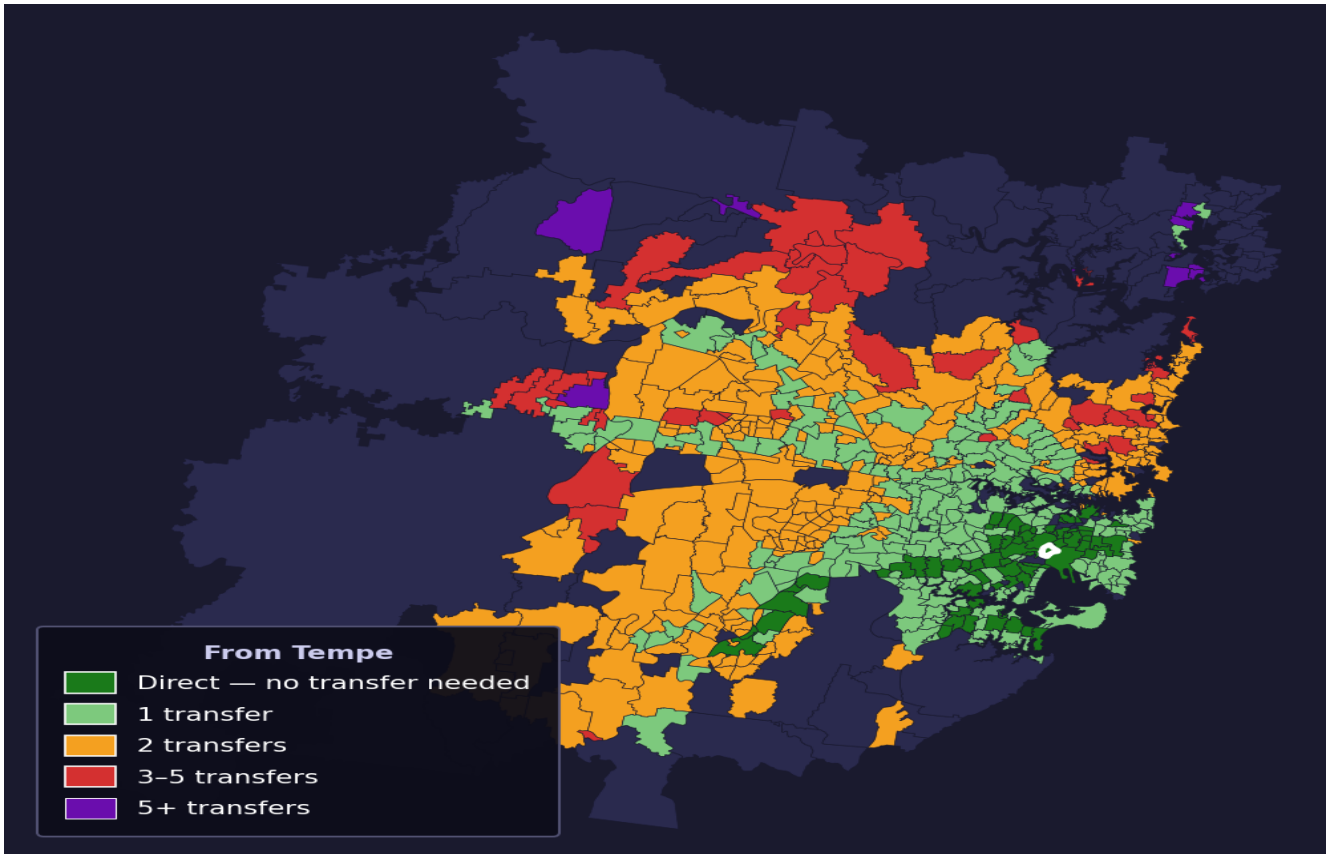 From Tempe
Direct — no transfer needed
1 transfer
2 transfers
3–5 transfers
5+ transfers